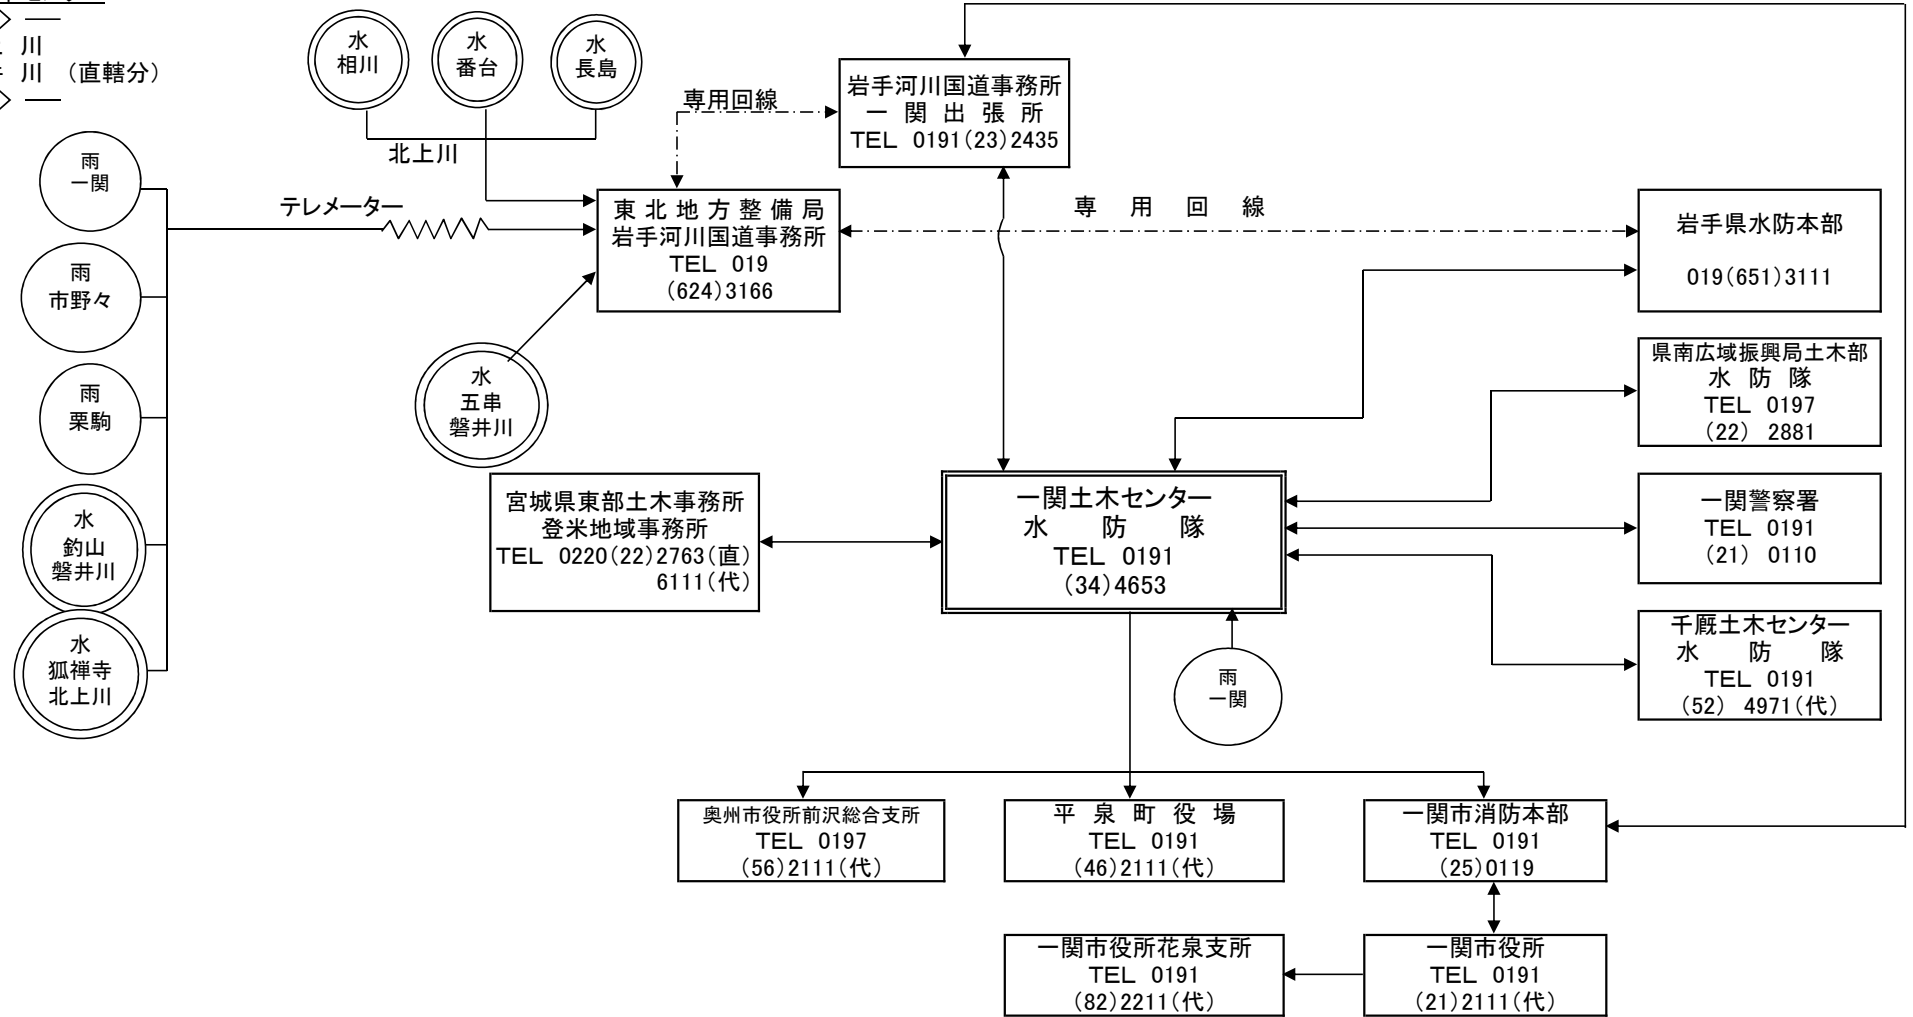 川
川 （直轄分）
水
相川
水
番台
水
長島
北上川
専用回線
岩手河川国道事務所
一 関 出 張 所
TEL 0191(23)2435
雨
一関
雨
市野々
雨
栗駒
水
釣山
磐井川
水
狐禅寺
北上川
テレメーター
東 北 地 方 整 備 局
岩手河川国道事務所
TEL 019
(624)3166
専 用 回 線
岩手県水防本部
019(651)3111
水
五串
磐井川
県南広域振興局土木部
水 防 隊
TEL 0197
(22) 2881
宮城県東部土木事務所
登米地域事務所
TEL 0220(22)2763(直)
6111(代)
一関土木センター
水 防 隊
TEL 0191
(34)4653
一関警察署
TEL 0191
(21) 0110
千厩土木センター
水 防 隊
TEL 0191
(52) 4971(代)
雨
一関
奥州市役所前沢総合支所
TEL 0197
(56)2111(代)
平 泉 町 役 場
TEL 0191
(46)2111(代)
一関市消防本部
TEL 0191
(25)0119
一関市役所花泉支所
TEL 0191
(82)2211(代)
一関市役所
TEL 0191
(21)2111(代)